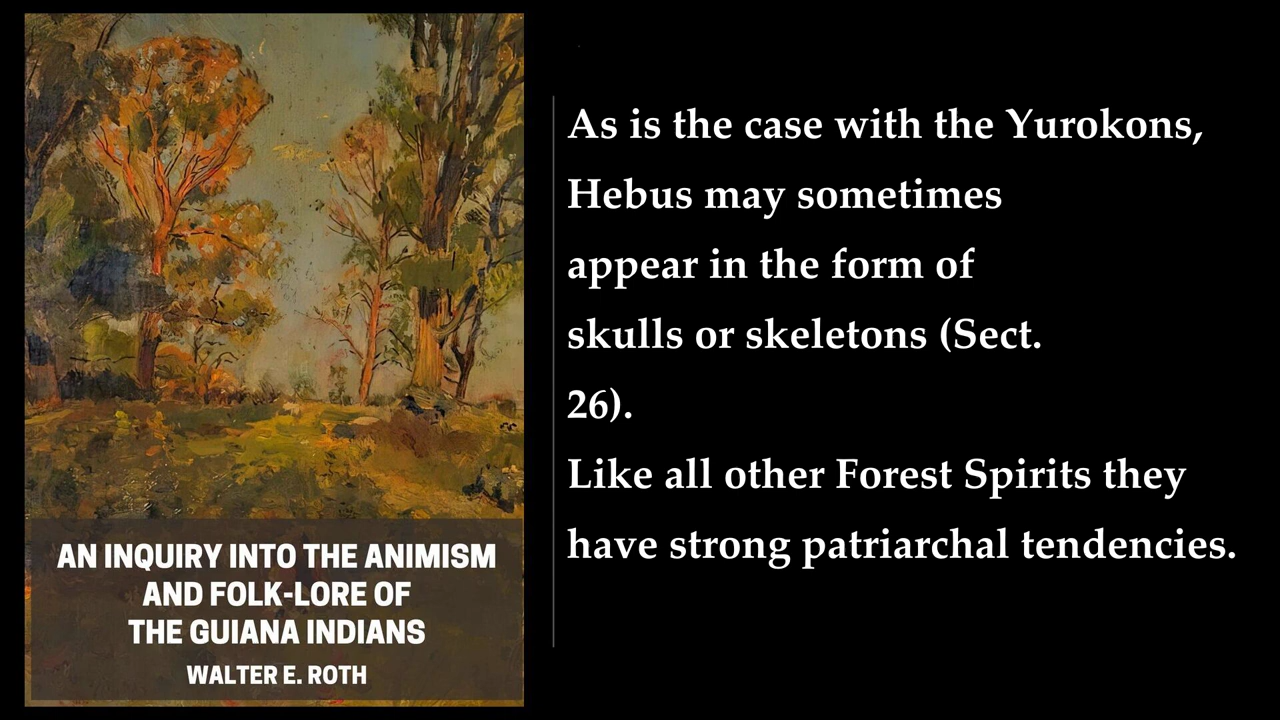 As is the case with the Yurokons,
Hebus may sometimes
appear in the form of
skulls or skeletons (Sect.
26).
Like all other Forest Spirits they
have strong patriarchal tendencies.
AN INQUIRY INTO THE ANIMISM
AND FOLK-LORE OF
THE GUIANA INDIANS
WALTER E. ROTH